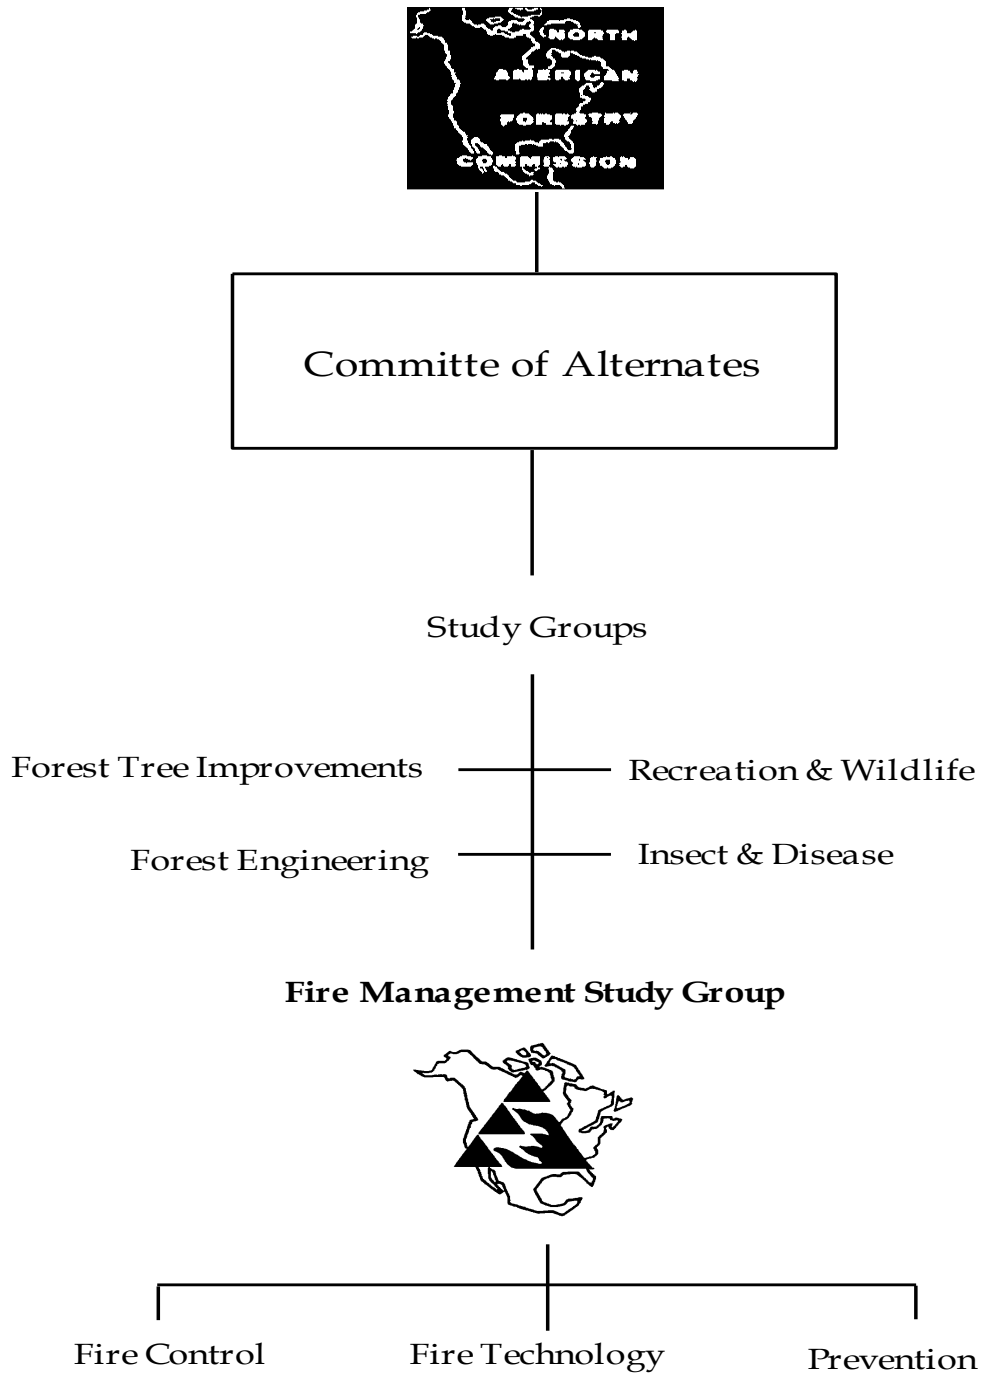 NORTH
AMERICAN
FORESTRY
COMMISSION
Committe of Alternates
Study Groups
Forest Tree Improvements
Recreation & Wildlife
Forest Engineering
Insect & Disease
Fire Management Study Group
Fire Control
Fire Technology
Prevention